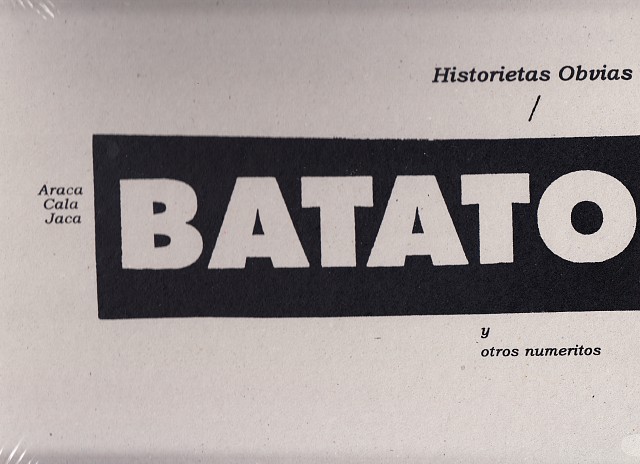 Historietas Obvias
/
Araca
Cala
Jaca
BATATO
y
otros numeritos